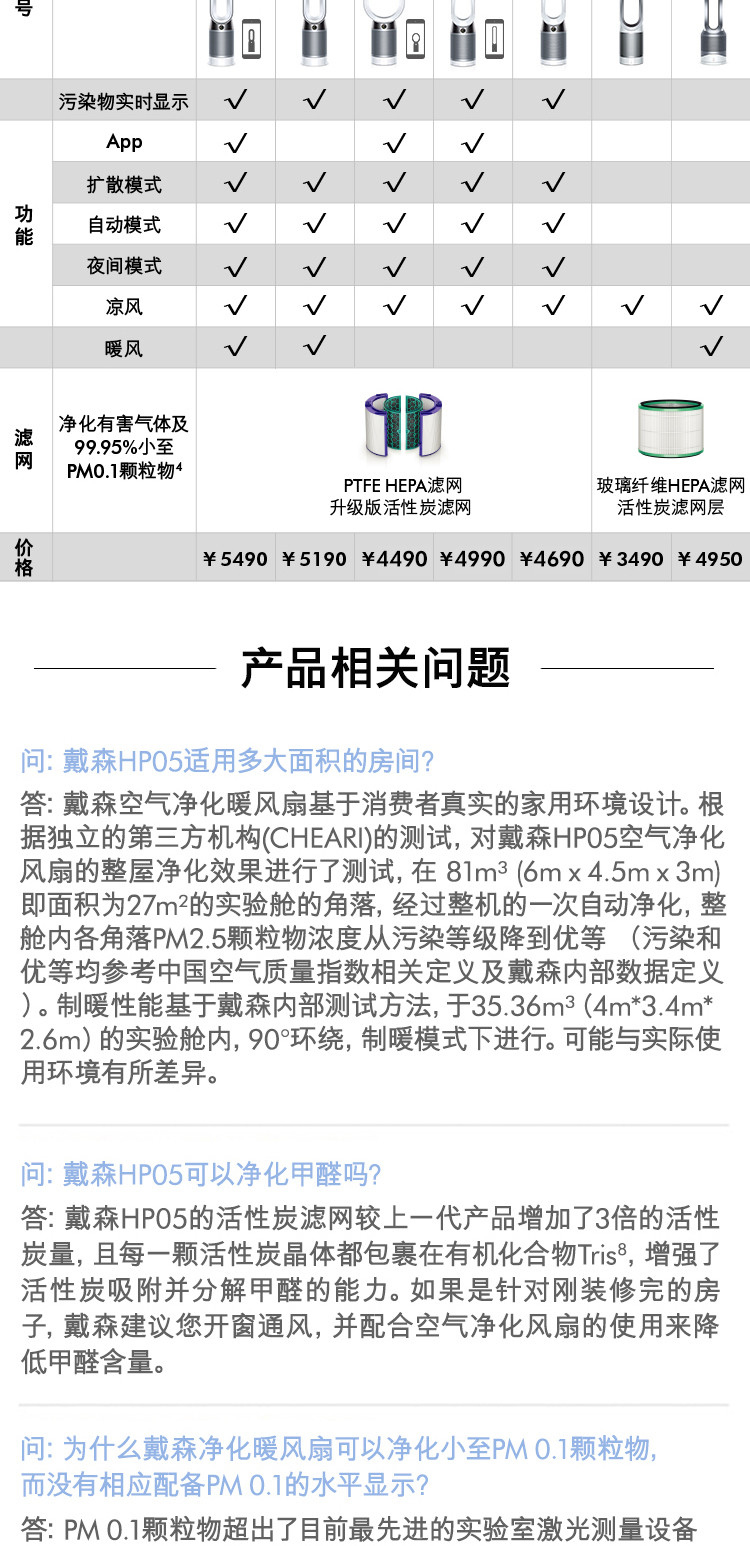 号
污染物实时显示 √ √ √ √ √
App √ √ √
扩散模式 √ √ √ √ √
功能
自动模式 √ √ √ √ √
夜间模式 √ √ √ √ √
凉风 √ √ √ √ √ √ √
暖风 √ √ √
滤网
净化有害气体及
99.95%小至
PM0.1颗粒物⁴
PTFE HEPA滤网
升级版活性炭滤网
玻璃纤维HEPA滤网
活性炭滤网层
价格
¥5490 ¥5190 ¥4490 ¥4990 ¥4690 ¥3490 ¥4950
产品相关问题
问: 戴森HP05适用多大面积的房间?
答: 戴森空气净化暖风扇基于消费者真实的家用环境设计。根
据独立的第三方机构(CHEARI)的测试, 对戴森HP05空气净化
风扇的整屋净化效果进行了测试, 在 81m³ (6m x 4.5m x 3m)
即面积为27m²的实验舱的角落, 经过整机的一次自动净化, 整
舱内各角落PM2.5颗粒物浓度从污染等级降到优等 （污染和
优等均参考中国空气质量指数相关定义及戴森内部数据定义
）。制暖性能基于戴森内部测试方法, 于35.36m³（4m*3.4m*
2.6m）的实验舱内, 90°环绕, 制暖模式下进行。可能与实际使
用环境有所差异。
问: 戴森HP05可以净化甲醛吗?
答: 戴森HP05的活性炭滤网较上一代产品增加了3倍的活性
炭量, 且每一颗活性炭晶体都包裹在有机化合物Tris⁸, 增强了
活性炭吸附并分解甲醛的能力。如果是针对刚装修完的房
子, 戴森建议您开窗通风, 并配合空气净化风扇的使用来降
低甲醛含量。
问: 为什么戴森净化暖风扇可以净化小至PM 0.1颗粒物,
而没有相应配备PM 0.1的水平显示?
答: PM 0.1颗粒物超出了目前最先进的实验室激光测量设备